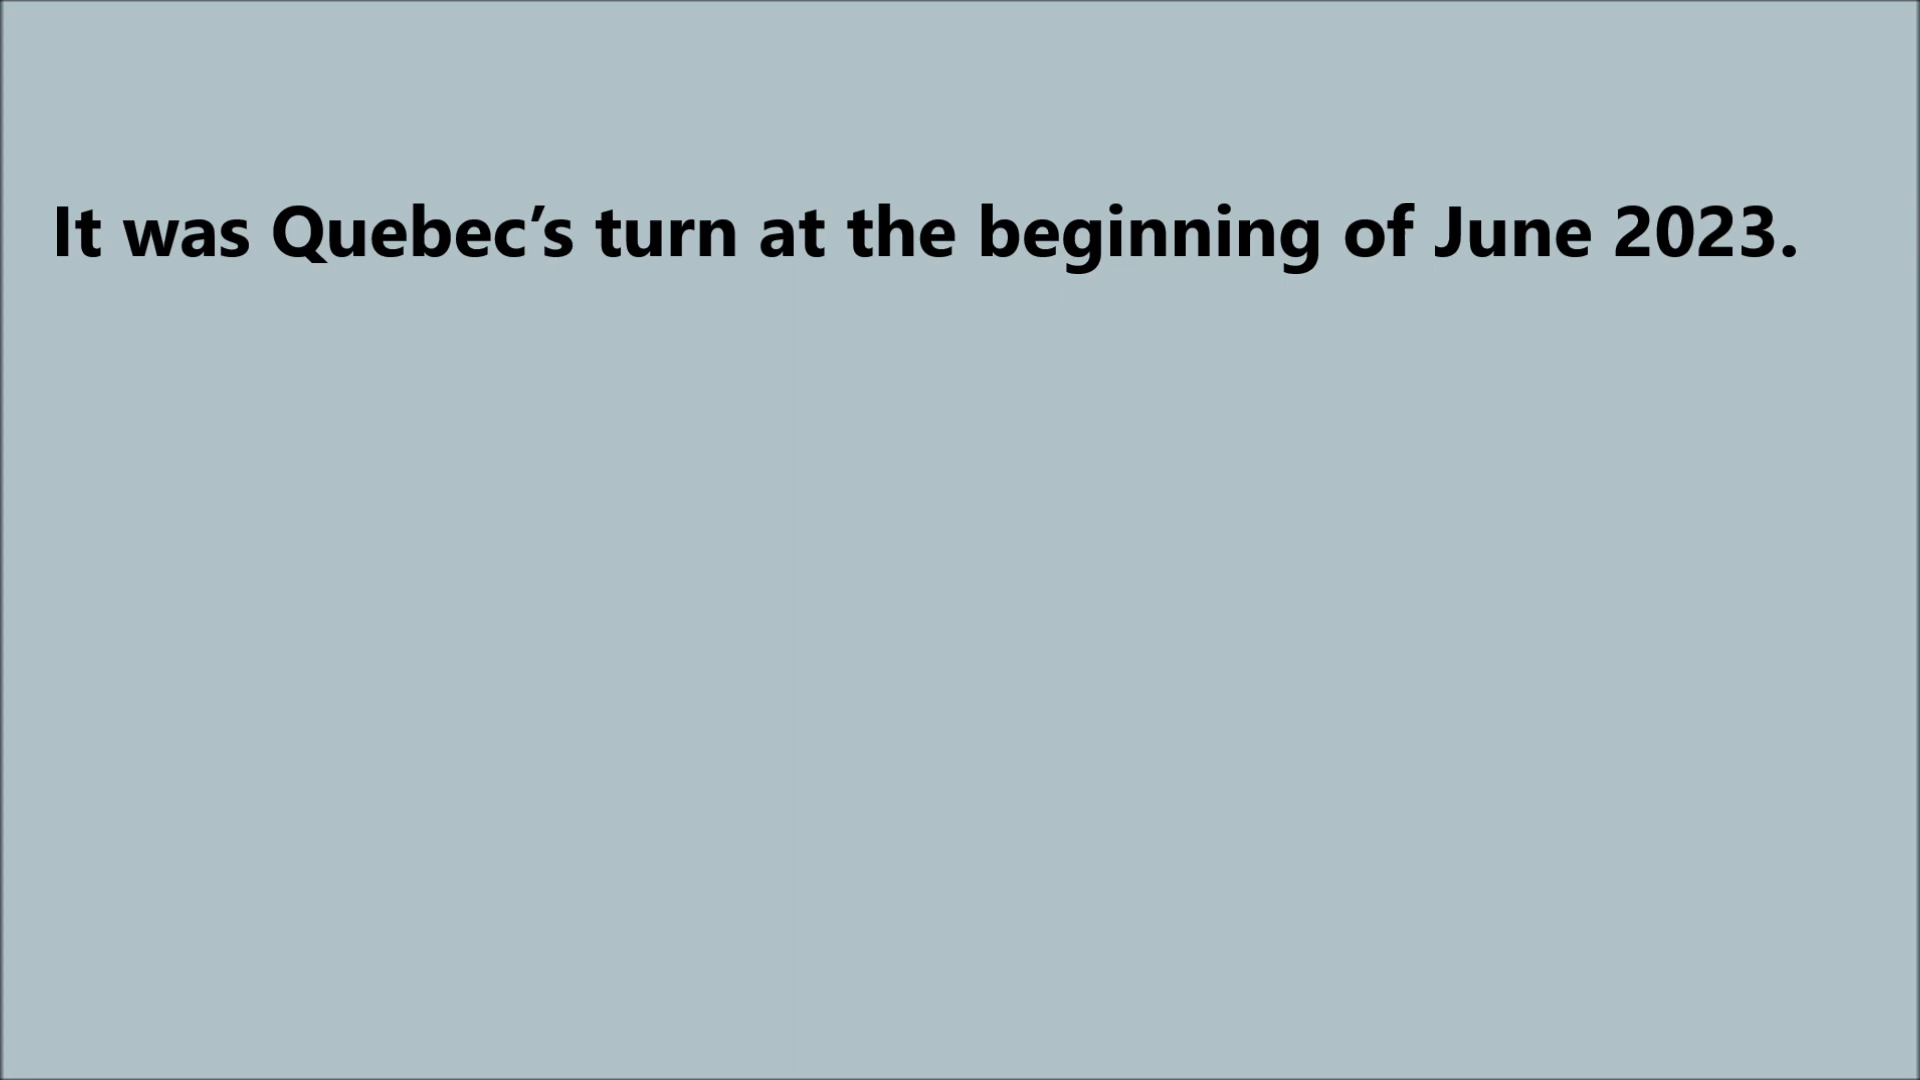 It was Quebec’s turn at the beginning of June 2023.